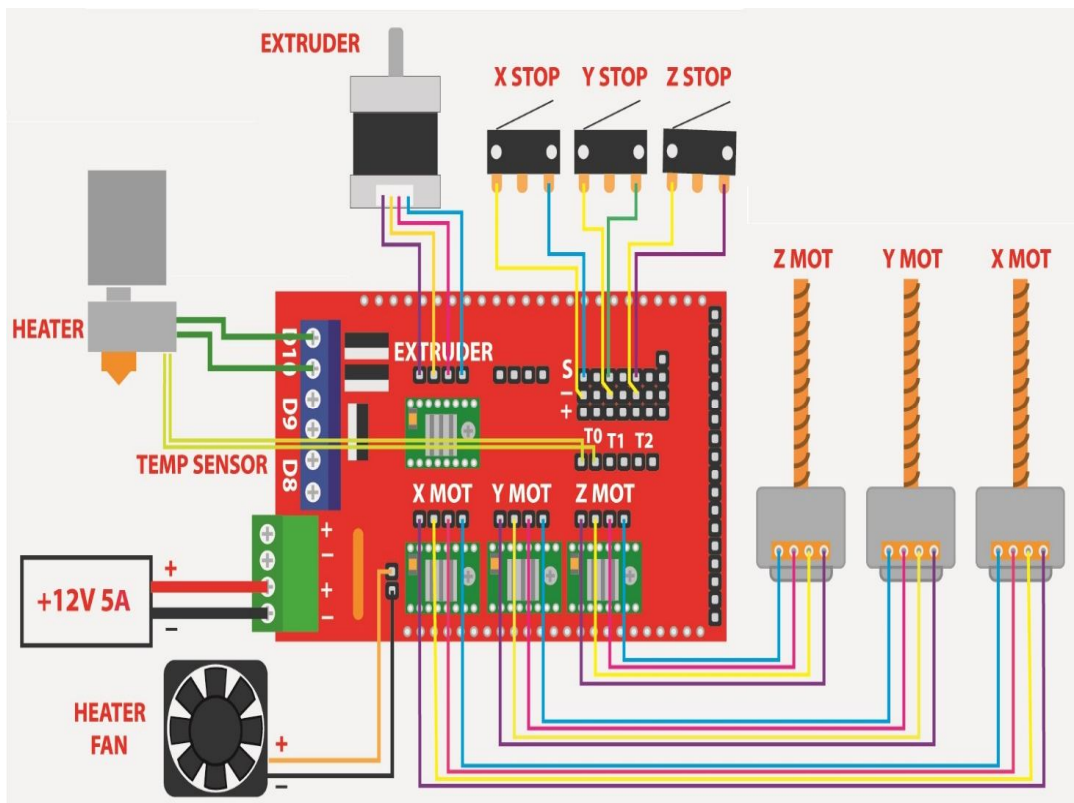 EXTRUDER
X STOP
Y STOP
Z STOP
Z MOT
Y MOT
X MOT
HEATER
D10
EXTRUDER
S
−
+
D9
T0
T1
T2
TEMP SENSOR
D8
X MOT
Y MOT
Z MOT
+
−
+
+12V 5A
+
−
−
HEATER
FAN
+
−